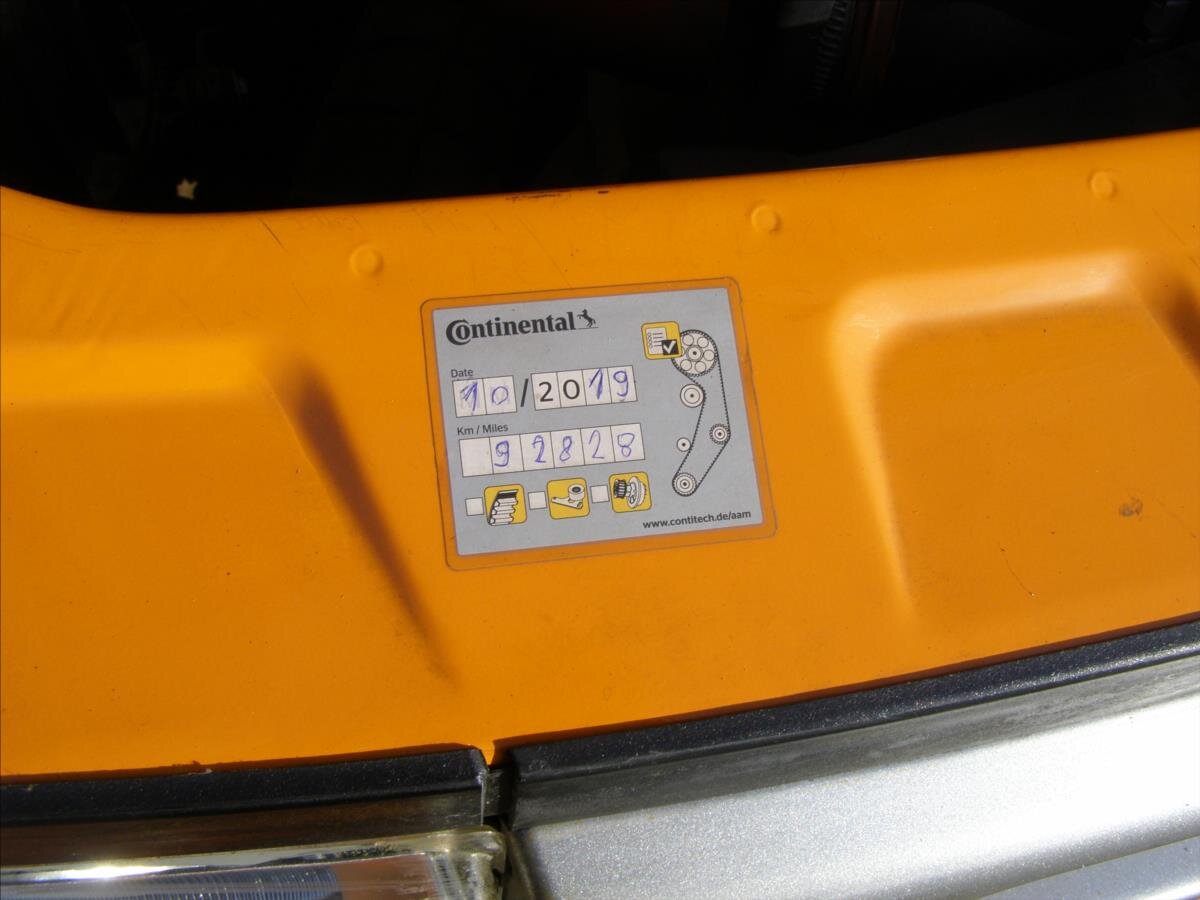 Continental
Date
10/2019
Km / Miles
92828
www.contitech.de/aam